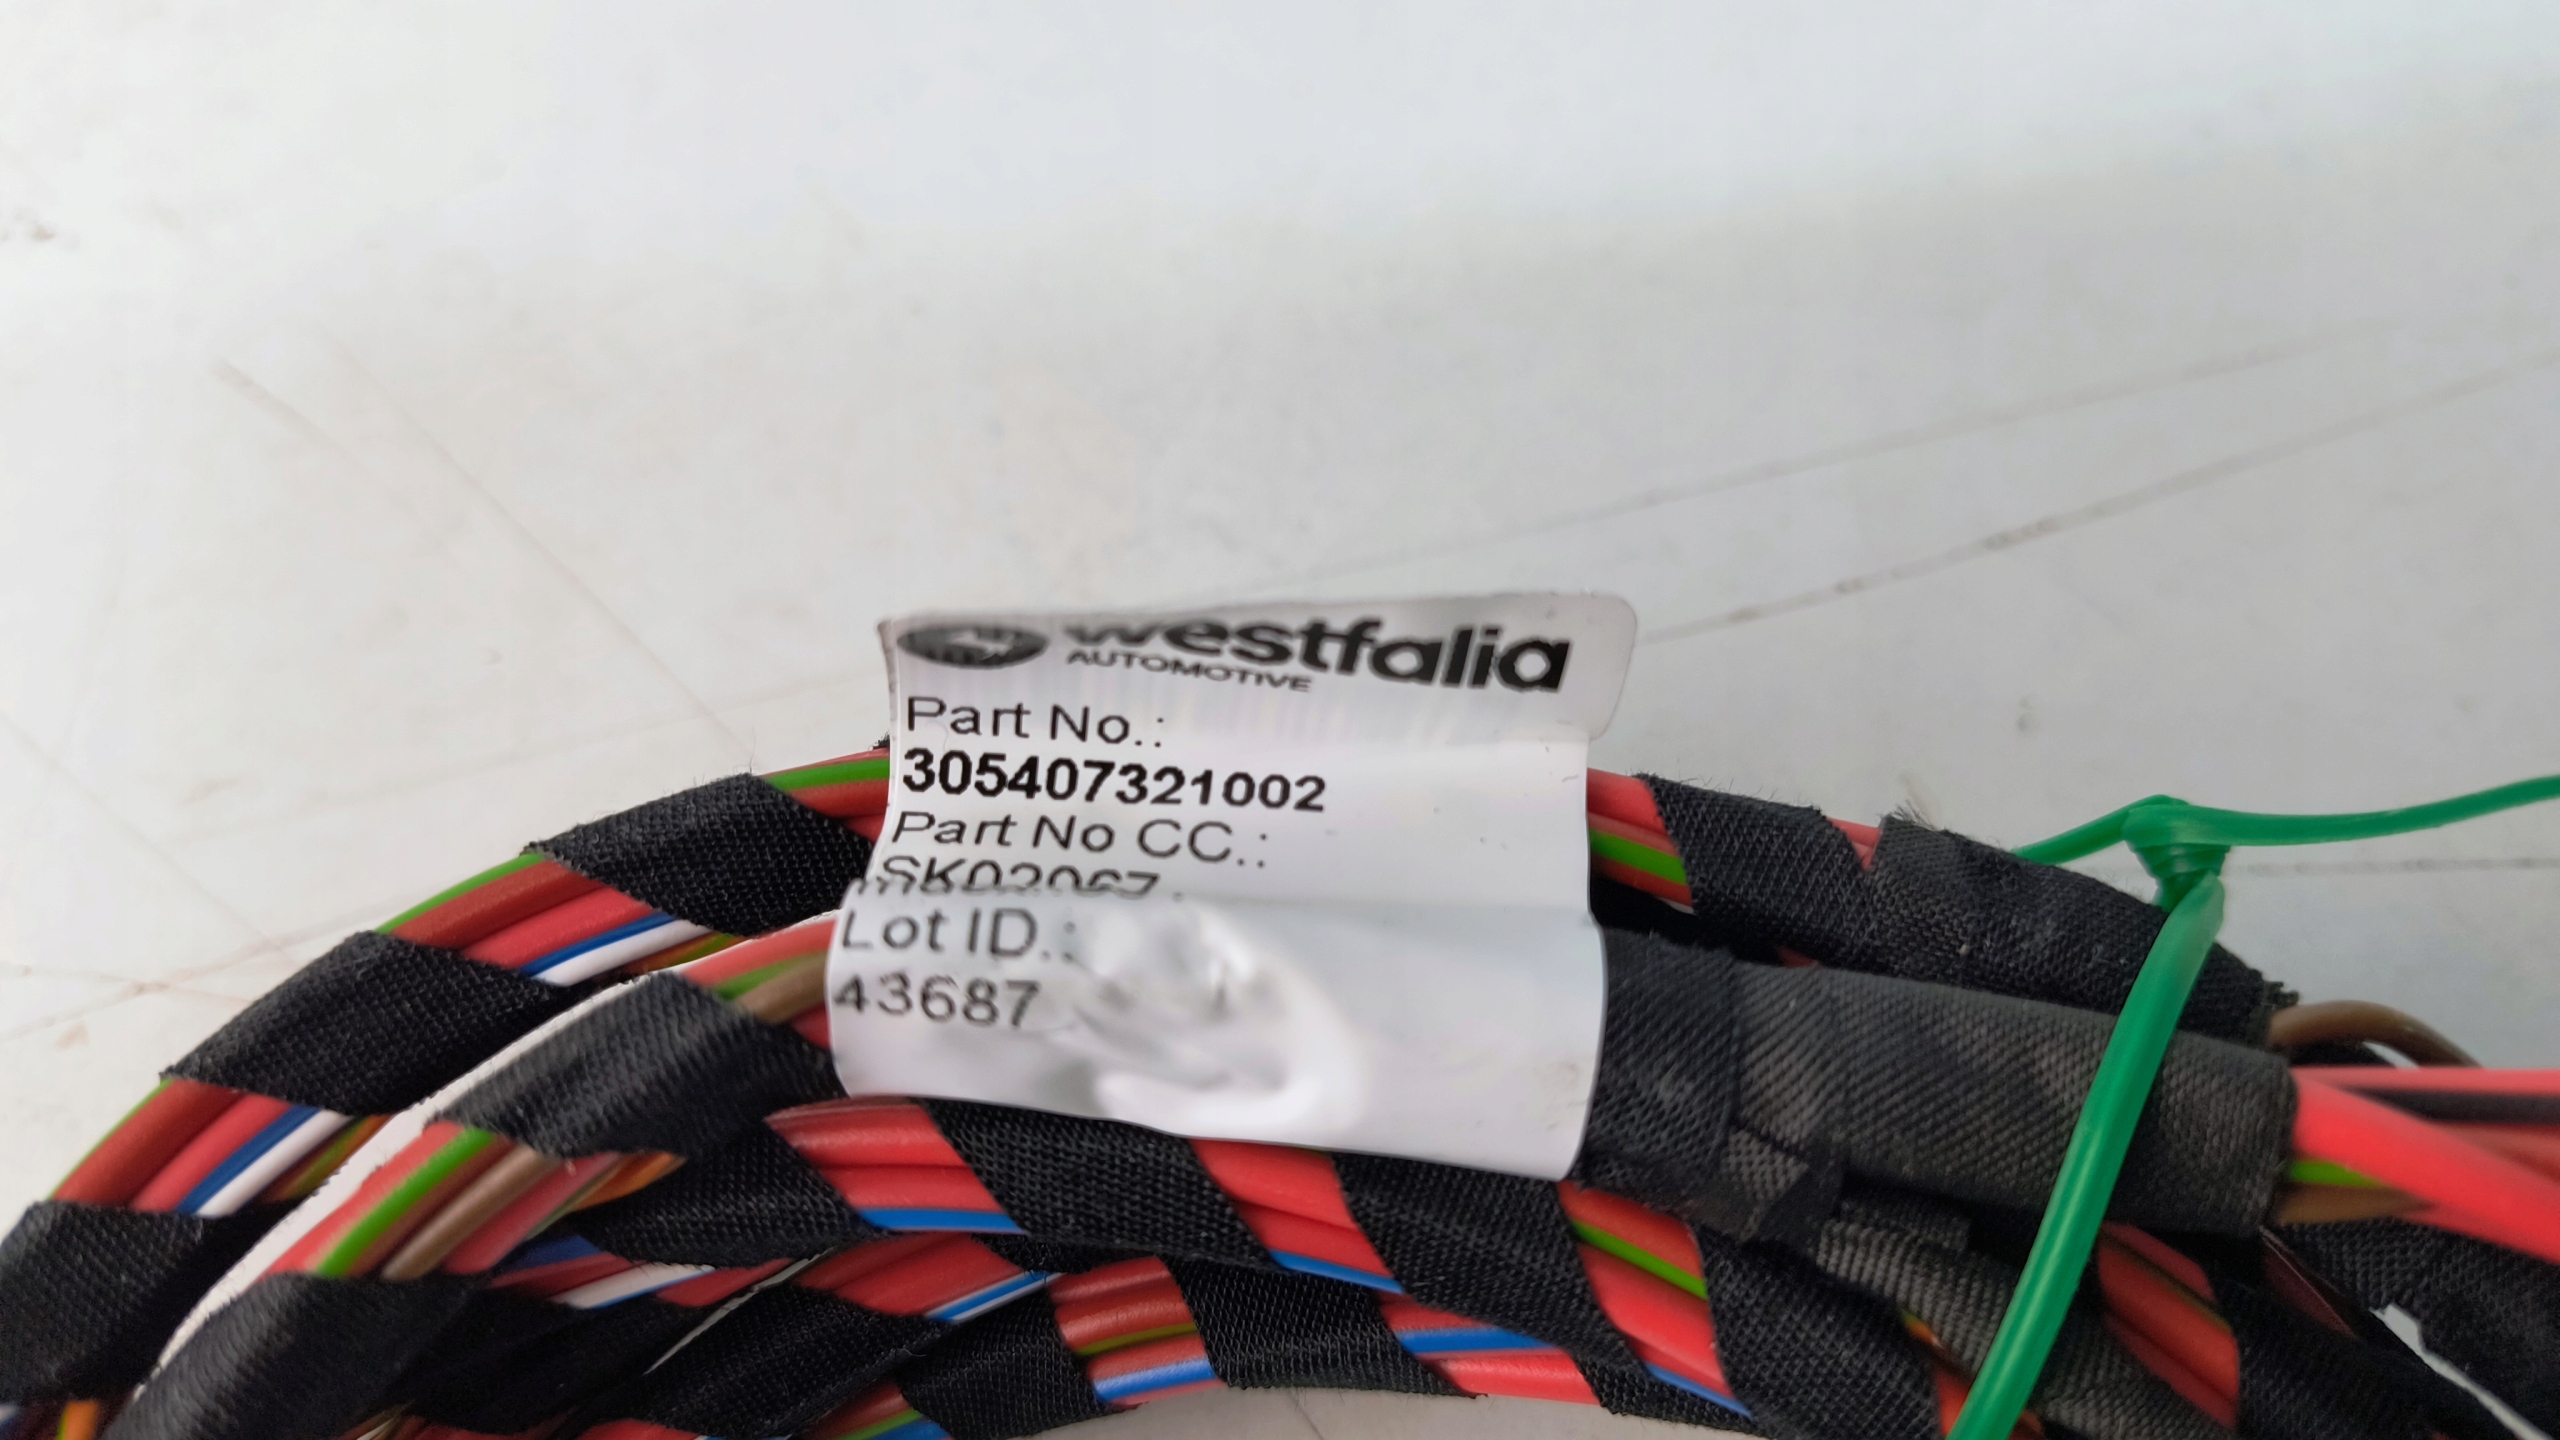 westfalia
AUTOMOTIVE
Part No.:
305407321002
Part No CC.:
Lot ID.:
43687